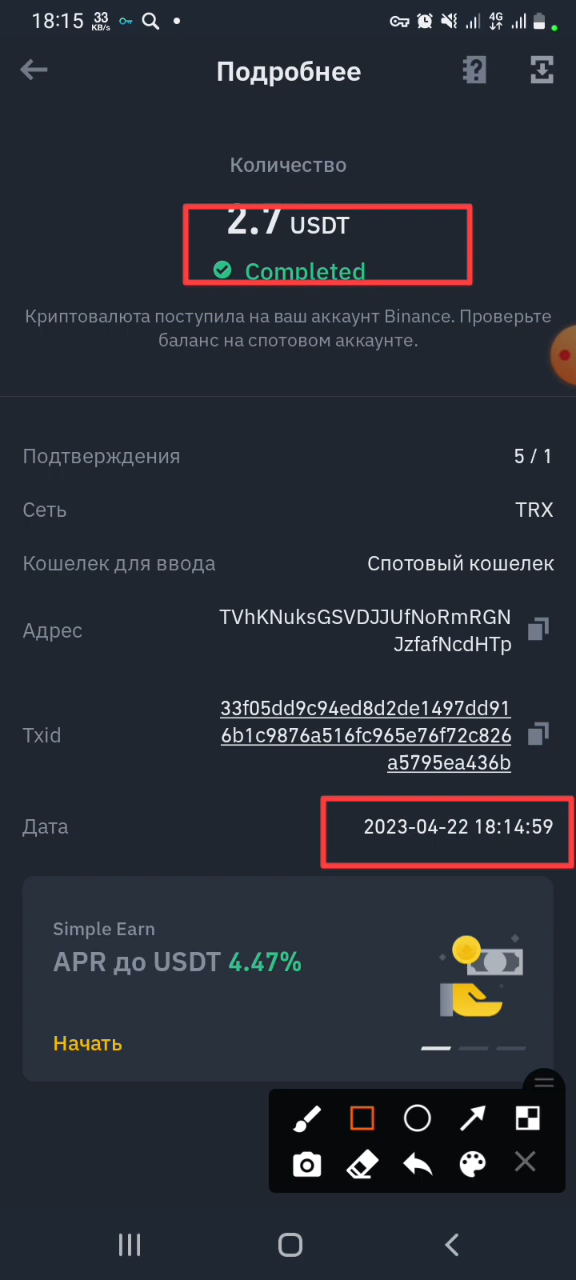 18:15 33 KB/s 4G
Подробнее
Количество
2.7 USDT
Completed
Криптовалюта поступила на ваш аккаунт Binance. Проверьте
баланс на спотовом аккаунте.
Подтверждения 5 / 1
Сеть TRX
Кошелек для ввода Спотовый кошелек
Адрес TVhKNuksGSVDJJUfNoRmRGN
JzfafNcdHTp
Txid 33f05dd9c94ed8d2de1497dd91
6b1c9876a516fc965e76f72c826
a5795ea436b
Дата 2023-04-22 18:14:59
Simple Earn
APR до USDT 4.47%
Начать